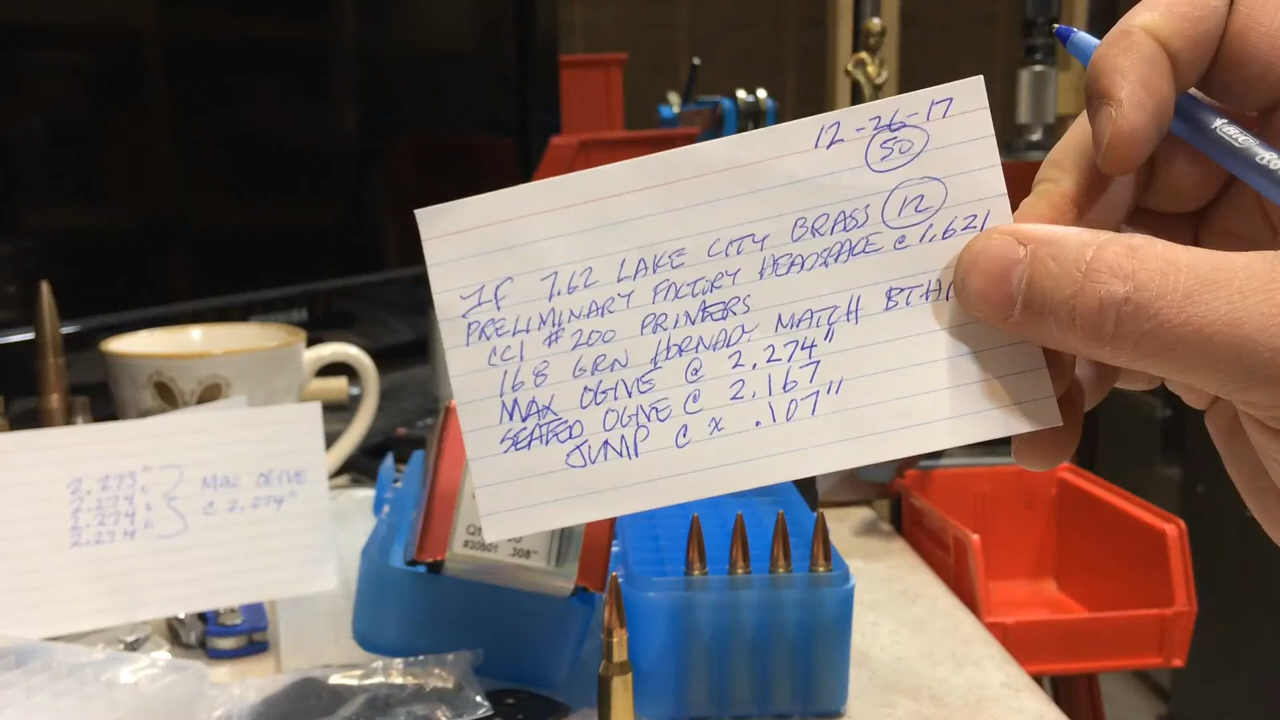 12-26-17
50
1F 7.62 LAKE CITY BRASS 12
PRELIMINARY FACTORY HEADSPACE @ 1.621
CCI #200 PRIMERS
168 GRN HORNADY MATCH
MAX OGIVE @ 2.274"
SEATED OGIVE @ 2.167
JUMP @ x .107"
2.273"
2.274"
2.274"
2.274"
MAX OGIVE
@ 2.274"
#30501 .308"
BIC